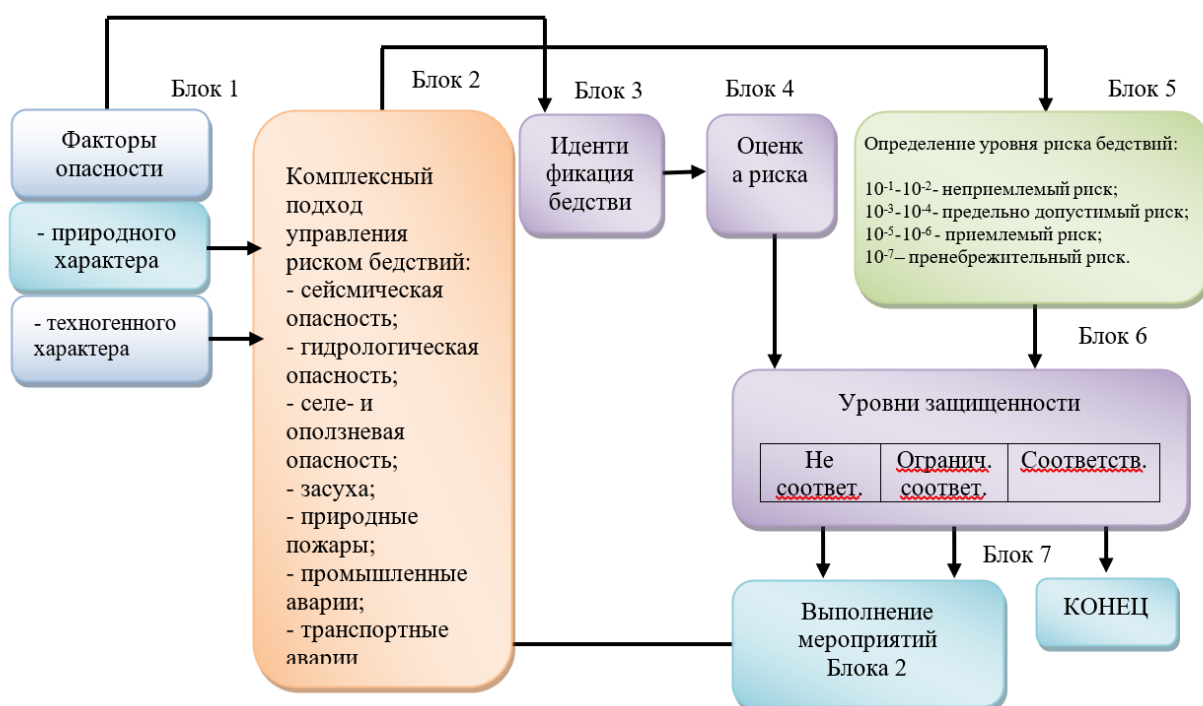 Блок 1
Факторы
опасности
- природного
характера
- техногенного
характера
Блок 2
Комплексный
подход
управления
риском бедствий:
- сейсмическая
опасность;
- гидрологическая
опасность;
- селе- и
оползневая
опасность;
- засуха;
- природные
пожары;
- промышленные
аварии;
- транспортные
аварии
Блок 3
Иденти
фикация
бедстви
Блок 4
Оценк
а риска
Блок 5
Определение уровня риска бедствий:
10⁻¹-10⁻²- неприемлемый риск;
10⁻³-10⁻⁴- предельно допустимый риск;
10⁻⁵-10⁻⁶- приемлемый риск;
10⁻⁷– пренебрежительный риск.
Блок 6
Уровни защищенности
Не
соответ.
Огранич.
соответ.
Соответств.
Блок 7
Выполнение
мероприятий
Блока 2
КОНЕЦ